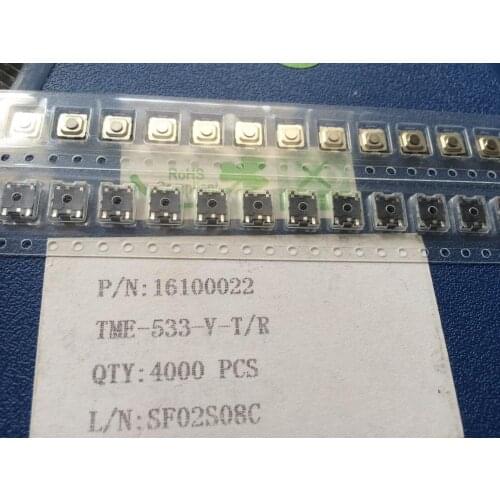 RoHS
P/N:16100022
TME-533-V-T/R
QTY:4000 PCS
L/N:SF02S08C